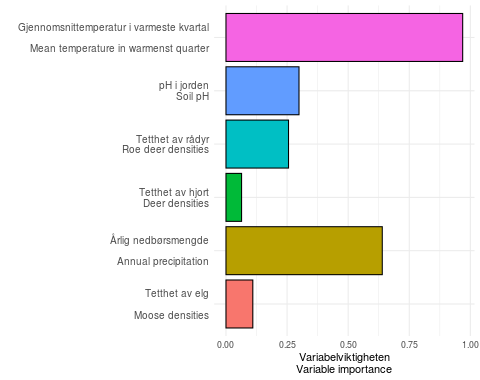 Gjennomsnittemperatur i varmeste kvartal
Mean temperature in warmenst quarter
pH i jorden
Soil pH
Tetthet av rådyr
Roe deer densities
Tetthet av hjort
Deer densities
Årlig nedbørsmengde
Annual precipitation
Tetthet av elg
Moose densities
0.00 0.25 0.50 0.75 1.00
Variabelviktigheten
Variable importance